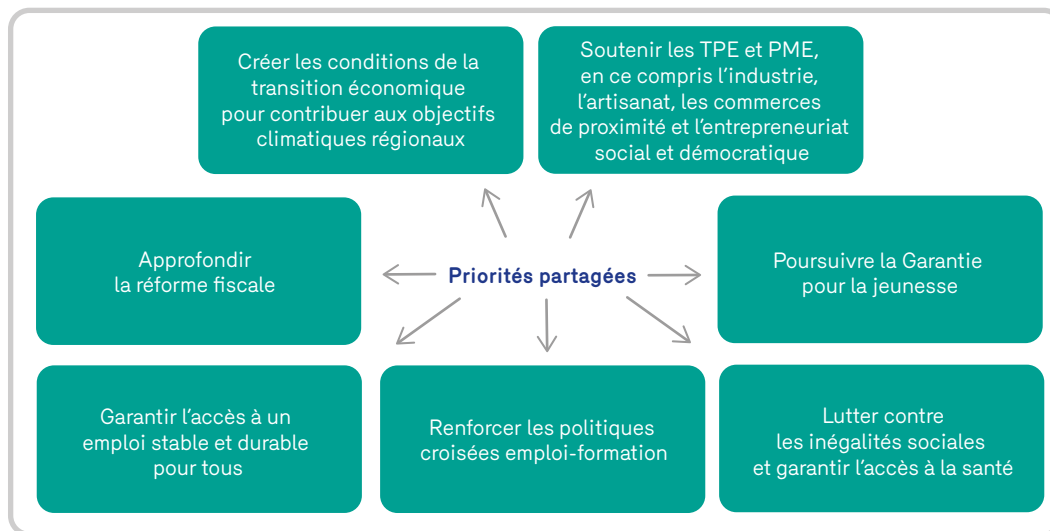 Créer les conditions de la
transition économique
pour contribuer aux objectifs
climatiques régionaux
Soutenir les TPE et PME,
en ce compris l'industrie,
l'artisanat, les commerces
de proximité et l'entrepreneuriat
social et démocratique
Approfondir
la réforme fiscale
Priorités partagées
Poursuivre la Garantie
pour la jeunesse
Garantir l'accès à un
emploi stable et durable
pour tous
Renforcer les politiques
croisées emploi-formation
Lutter contre
les inégalités sociales
et garantir l'accès à la santé